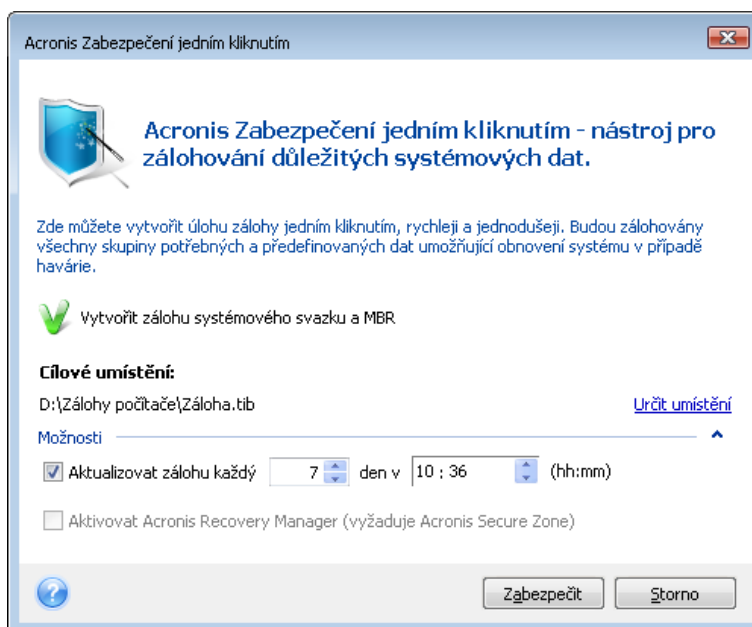 Acronis Zabezpečení jedním kliknutím
Acronis Zabezpečení jedním kliknutím - nástroj pro
zálohování důležitých systémových dat.
Zde můžete vytvořit úlohu zálohy jedním kliknutím, rychleji a jednodušeji. Budou zálohovány
všechny skupiny potřebných a předefinovaných dat umožňující obnovení systému v případě
havárie.
Vytvořit zálohu systémového svazku a MBR
Cílové umístění:
D:\Zálohy počítače\Záloha.tib Určit umístění
Možnosti
Aktualizovat zálohu každý 7 den v 10 : 36 (hh:mm)
Aktivovat Acronis Recovery Manager (vyžaduje Acronis Secure Zone)
? Zabezpečit Storno